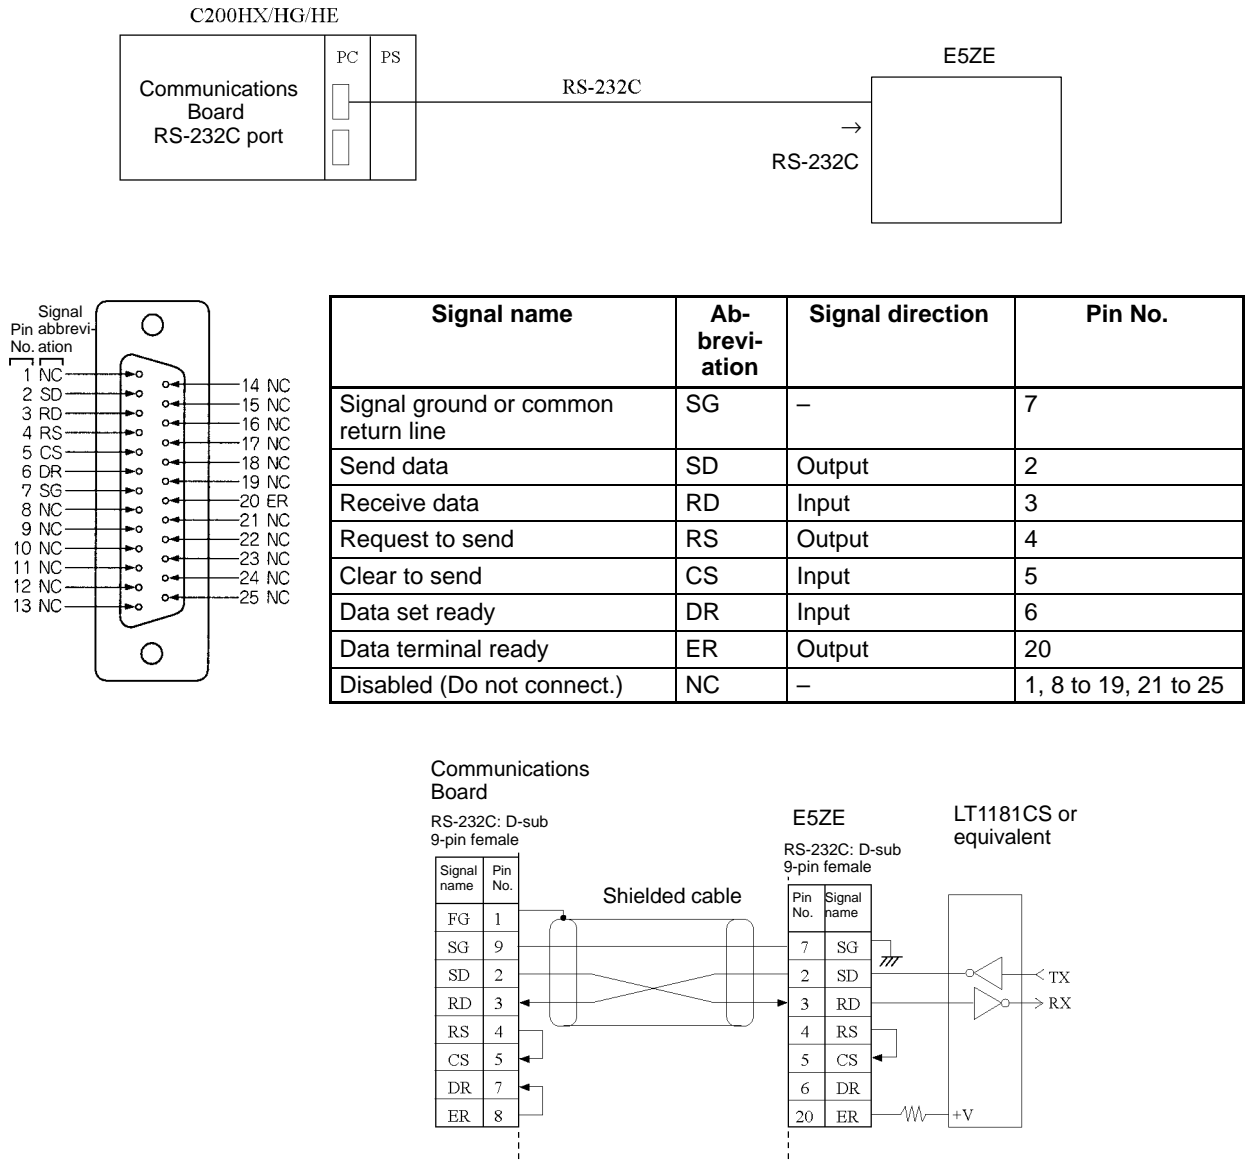 C200HX/HG/HE
PC PS
Communications
Board
RS-232C port
RS-232C
E5ZE
→
RS-232C
Signal
Pin abbrevi-
No. ation
1 NC
2 SD
3 RD
4 RS
5 CS
6 DR
7 SG
8 NC
9 NC
10 NC
11 NC
12 NC
13 NC
14 NC
15 NC
16 NC
17 NC
18 NC
19 NC
20 ER
21 NC
22 NC
23 NC
24 NC
25 NC
Signal name Ab-brevi-ation Signal direction Pin No.
Signal ground or common return line SG – 7
Send data SD Output 2
Receive data RD Input 3
Request to send RS Output 4
Clear to send CS Input 5
Data set ready DR Input 6
Data terminal ready ER Output 20
Disabled (Do not connect.) NC – 1, 8 to 19, 21 to 25
Communications
Board
RS-232C: D-sub
9-pin female
Signal name Pin No.
FG 1
SG 9
SD 2
RD 3
RS 4
CS 5
DR 7
ER 8
Shielded cable
E5ZE
RS-232C: D-sub
9-pin female
Pin No. Signal name
7 SG
2 SD
3 RD
4 RS
5 CS
6 DR
20 ER
LT1181CS or
equivalent
TX
RX
+V